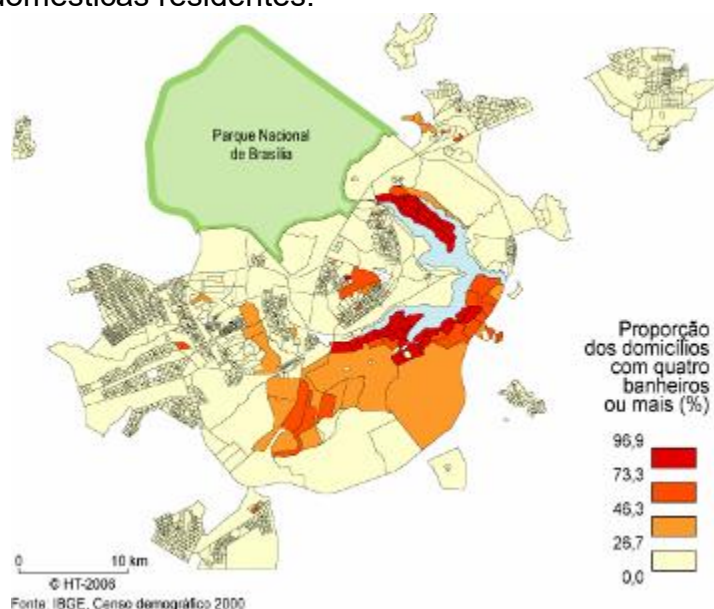 domésticas residentes.
Parque Nacional
de Brasília
Proporção
dos domicílios
com quatro
banheiros
ou mais (%)
96,9
73,3
46,3
26,7
0,0
0 10 km
© HT-2006
Fonte: IBGE, Censo demográfico 2000